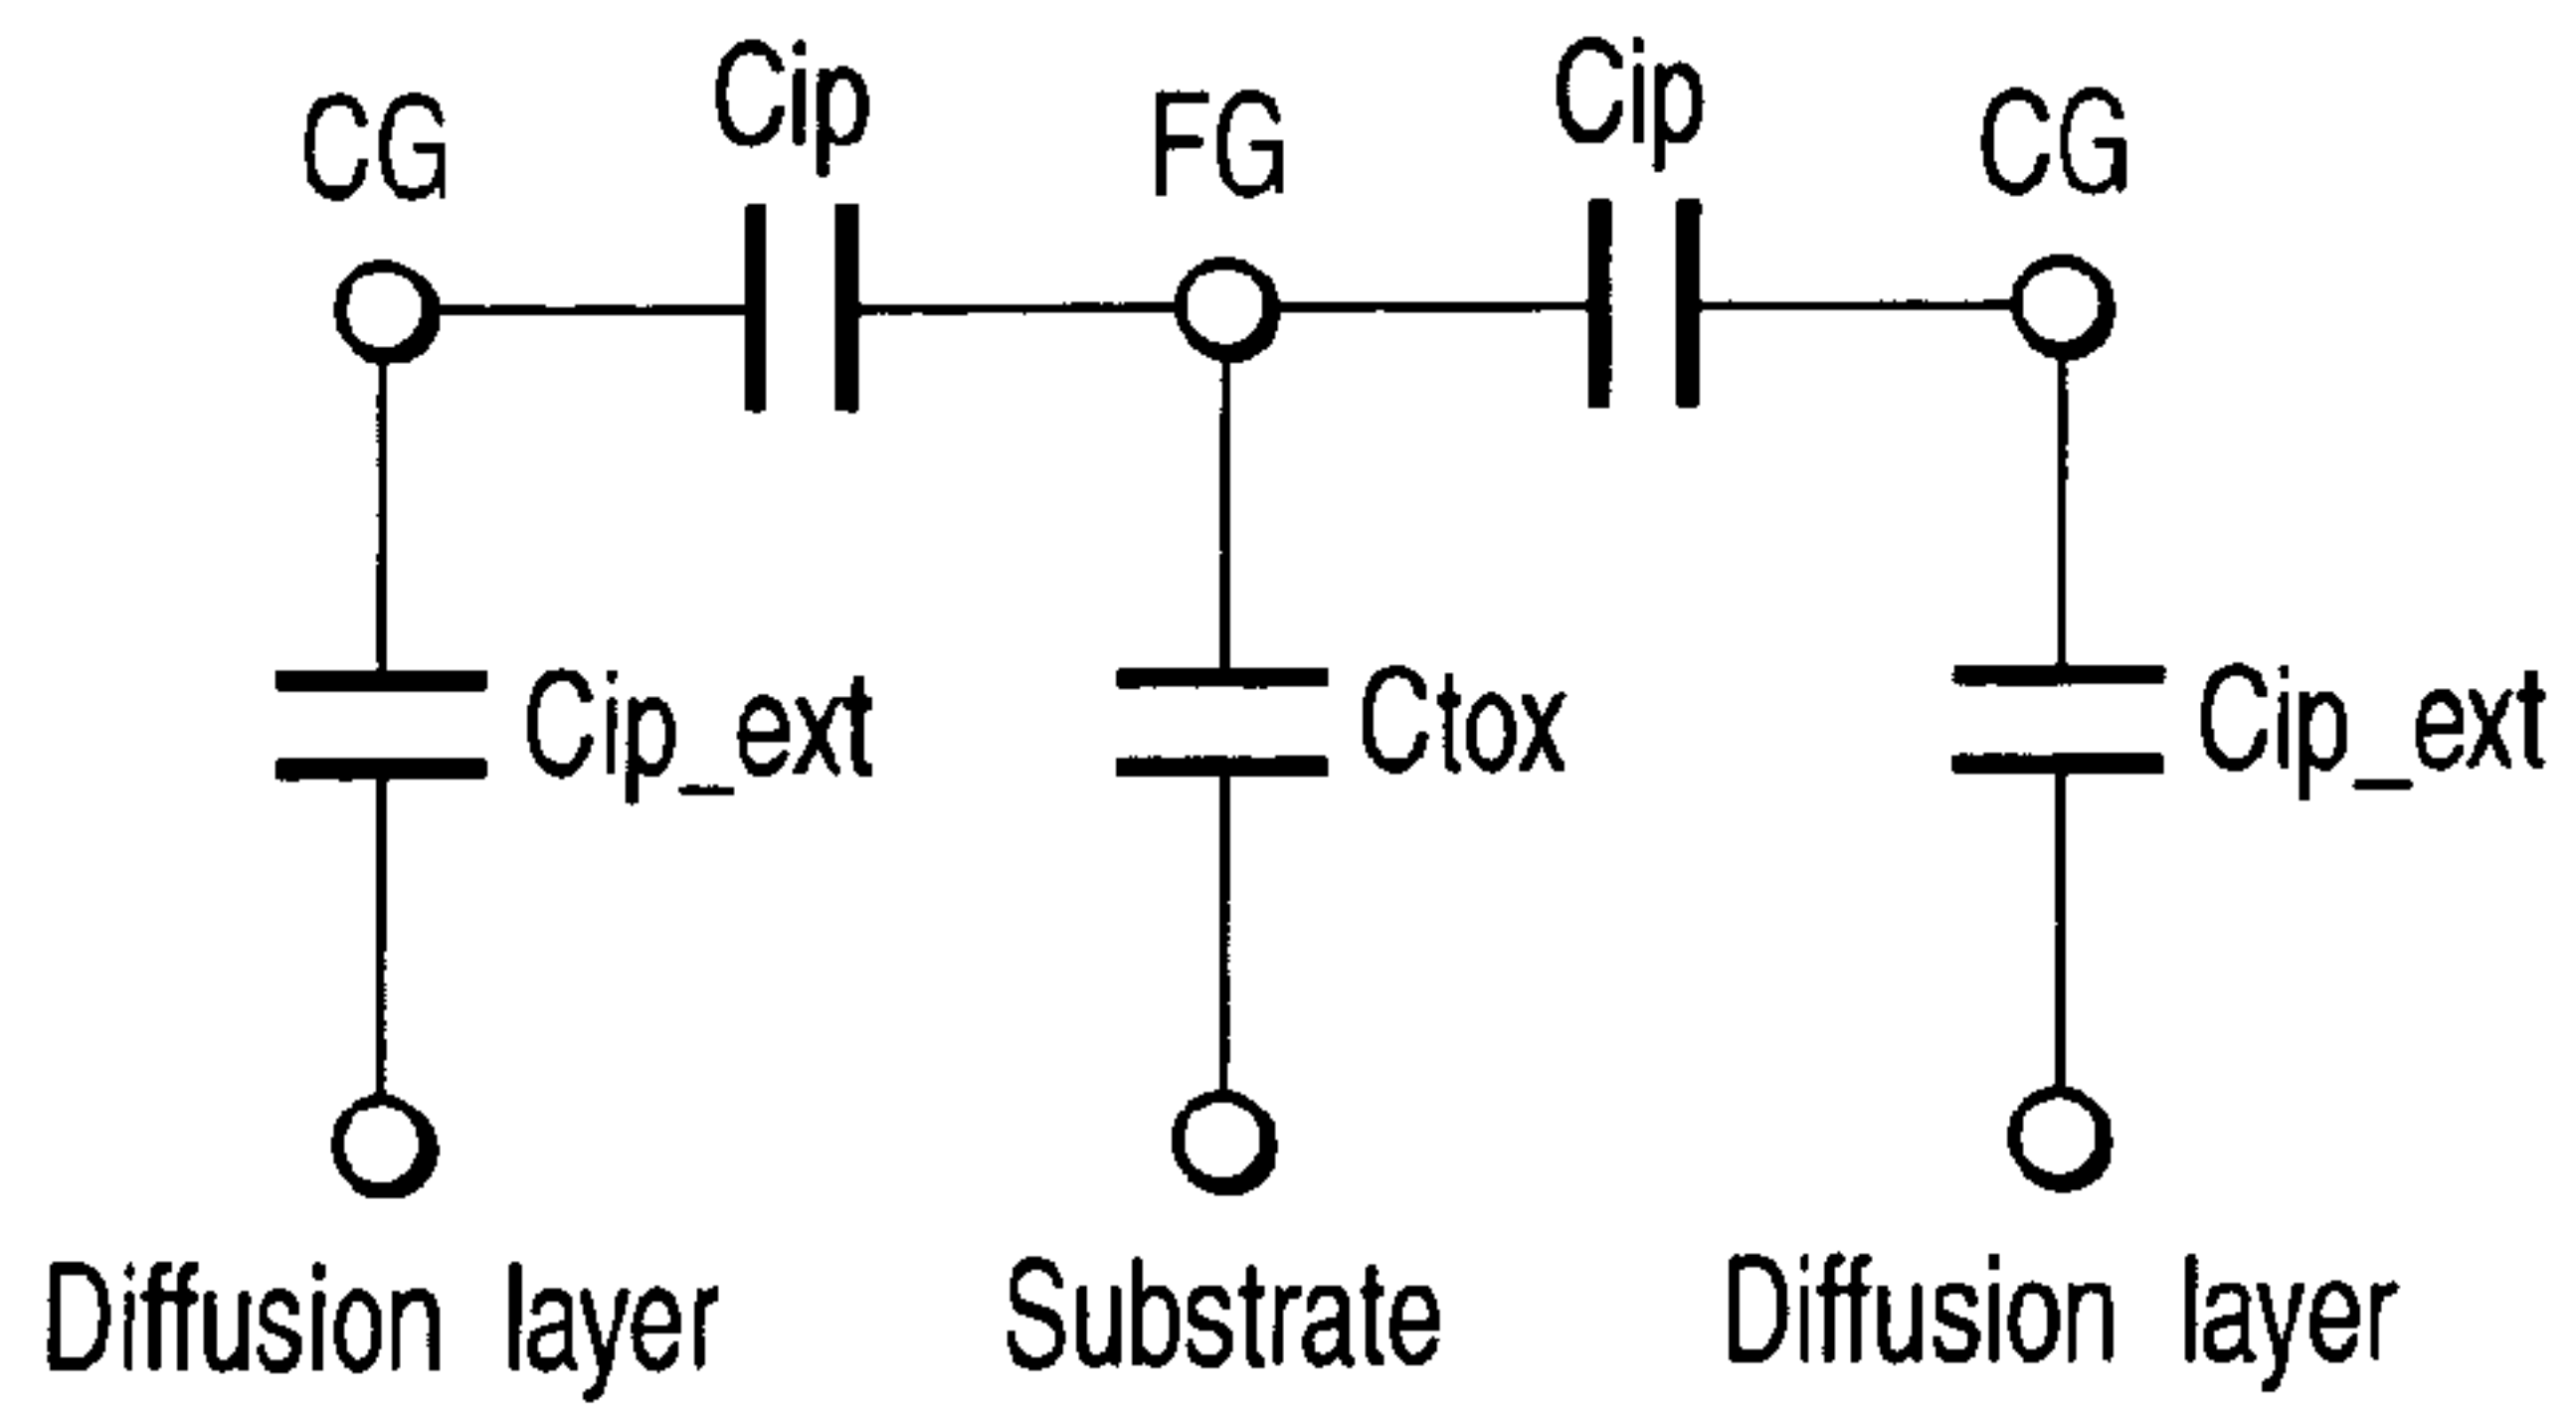 CG Cip FG Cip CG
Cip_ext Ctox Cip_ext
Diffusion layer Substrate Diffusion layer